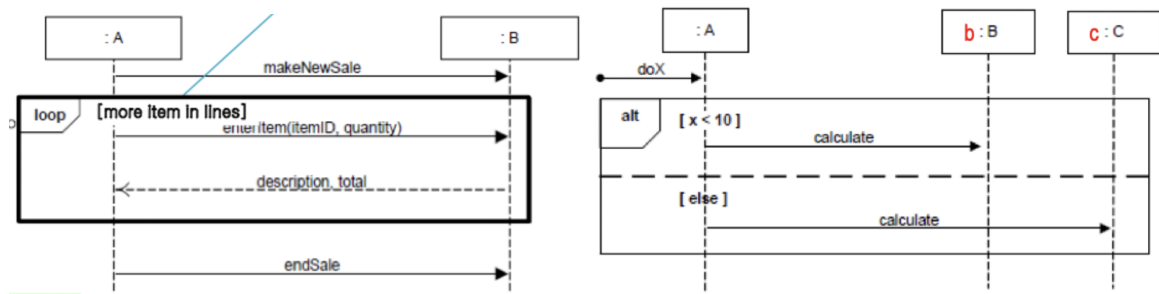 : A
: B
makeNewSale
loop
[more item in lines]
enterItem(itemID, quantity)
description, total
endSale
: A
b : B
c : C
doX
alt
[ x < 10 ]
calculate
[ else ]
calculate